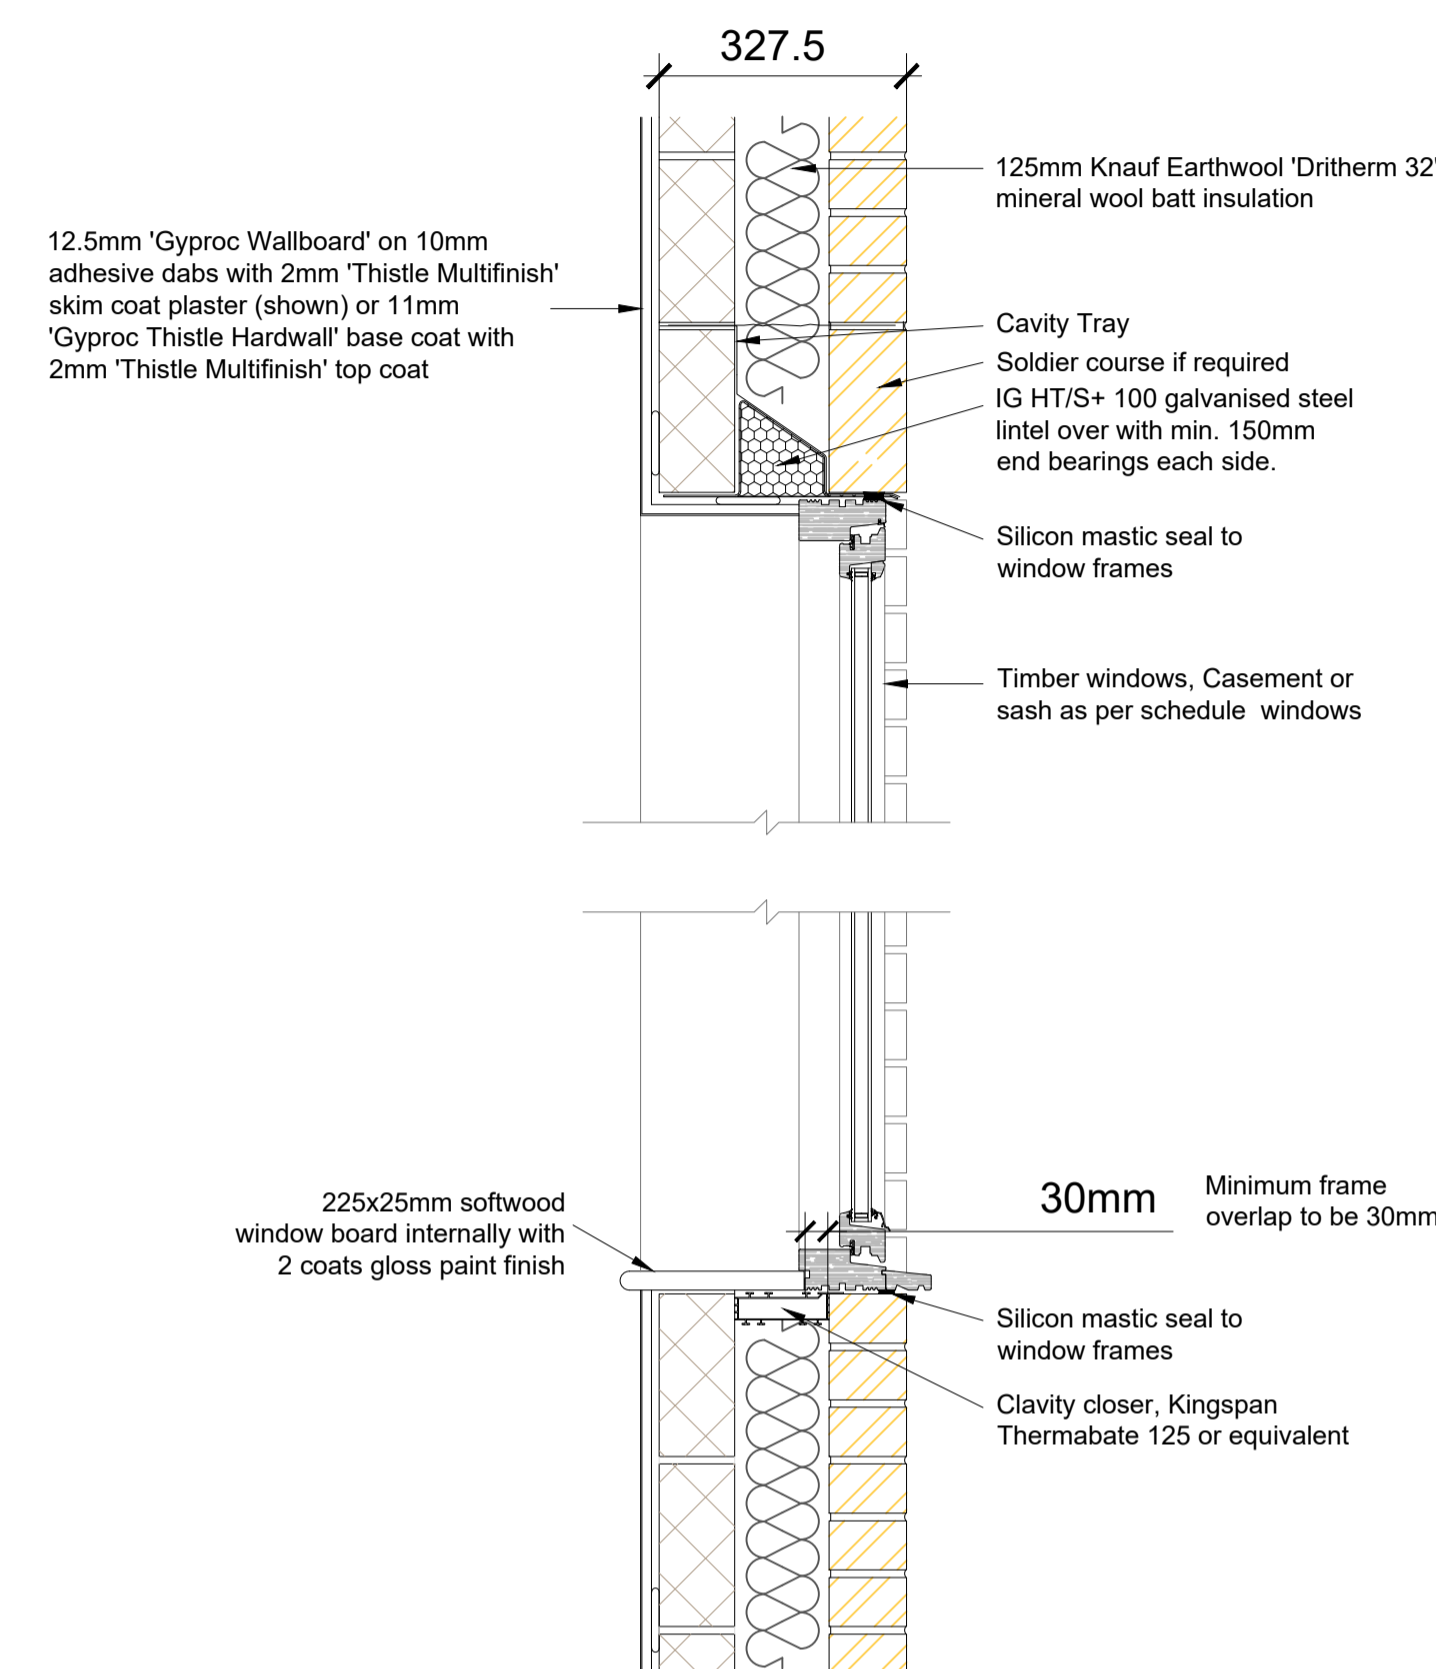 327.5
125mm Knauf Earthwool 'Dritherm 32'
mineral wool batt insulation
12.5mm 'Gyproc Wallboard' on 10mm
adhesive dabs with 2mm 'Thistle Multifinish'
skim coat plaster (shown) or 11mm
'Gyproc Thistle Hardwall' base coat with
2mm 'Thistle Multifinish' top coat
Cavity Tray
Soldier course if required
IG HT/S+ 100 galvanised steel
lintel over with min. 150mm
end bearings each side.
Silicon mastic seal to
window frames
Timber windows, Casement or
sash as per schedule  windows
30mm
Minimum frame
overlap to be 30mm
225x25mm softwood
window board internally with
2 coats gloss paint finish
Silicon mastic seal to
window frames
Clavity closer, Kingspan
Thermabate 125 or equivalent